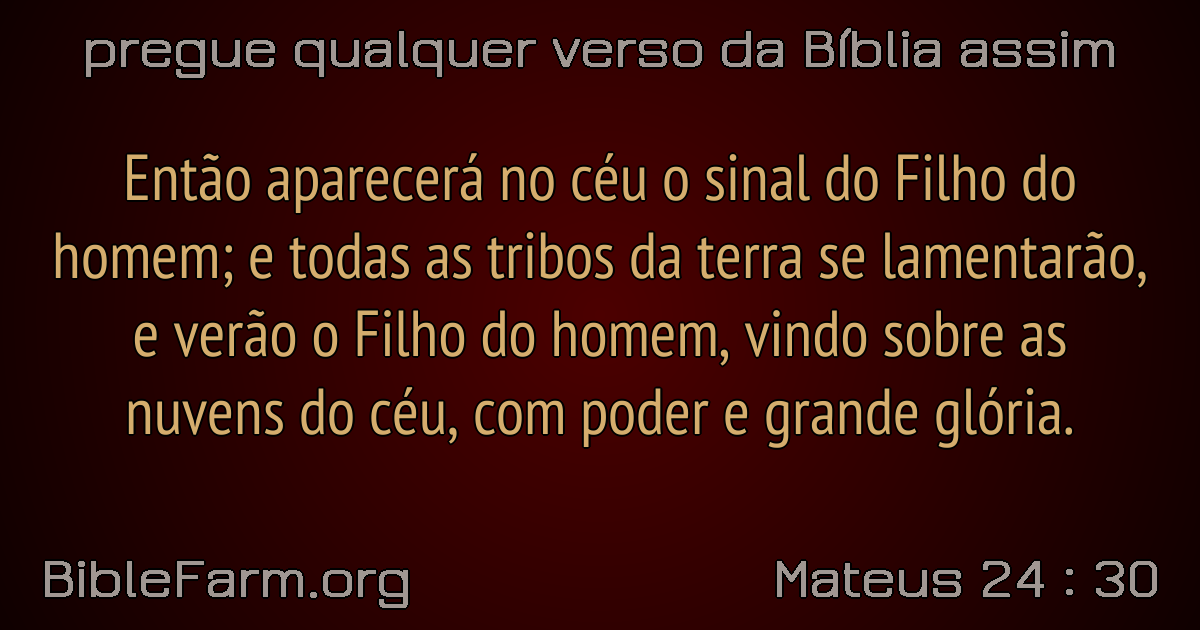 pregue qualquer verso da Bíblia assim
Então aparecerá no céu o sinal do Filho do
homem; e todas as tribos da terra se lamentarão,
e verão o Filho do homem, vindo sobre as
nuvens do céu, com poder e grande glória.
BibleFarm.org
Mateus 24 : 30